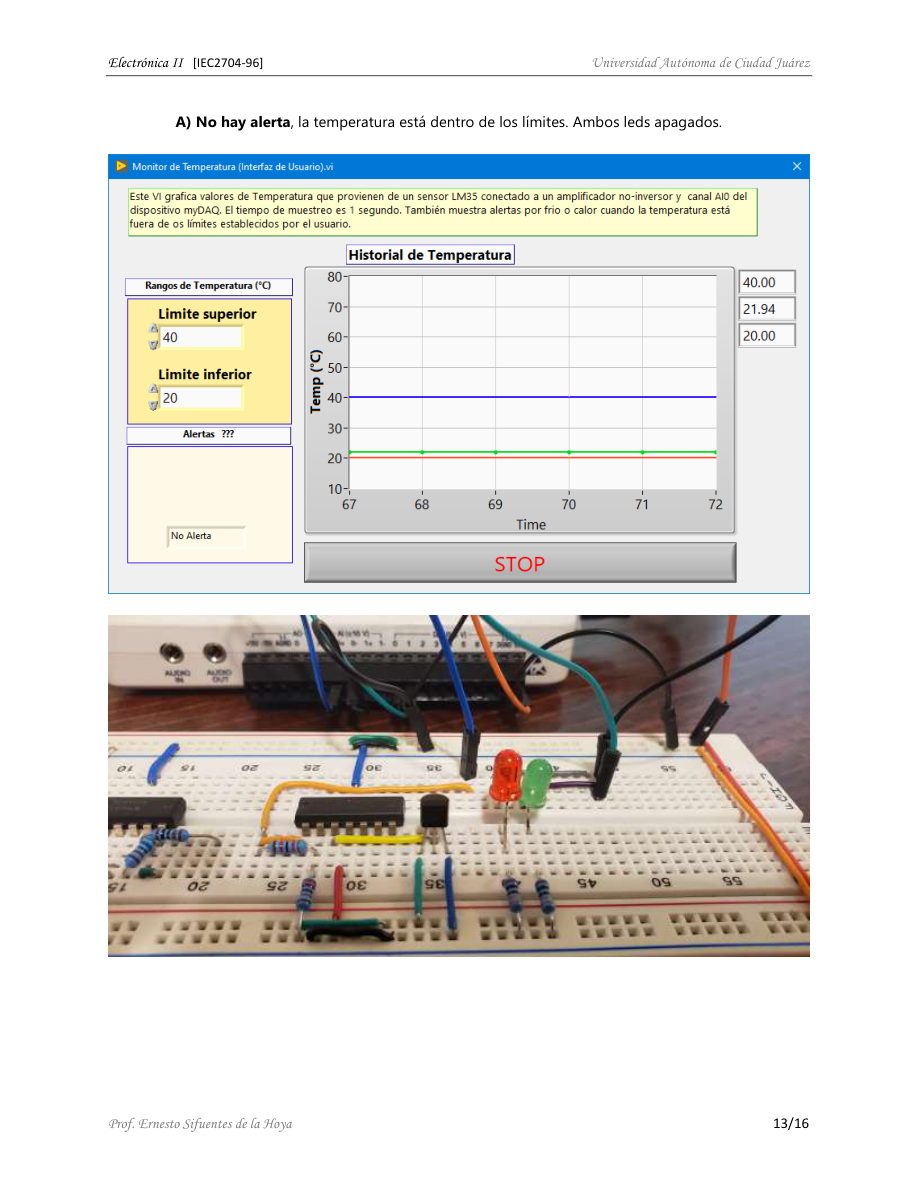 Electrónica II [IEC2704-96]
Universidad Autónoma de Ciudad Juárez
A) No hay alerta, la temperatura está dentro de los límites. Ambos leds apagados.
Monitor de Temperatura (Interfaz de Usuario).vi
Este VI grafica valores de Temperatura que provienen de un sensor LM35 conectado a un amplificador no-inversor y canal AI0 del
dispositivo myDAQ. El tiempo de muestreo es 1 segundo. También muestra alertas por frio o calor cuando la temperatura está
fuera de os límites establecidos por el usuario.
Historial de Temperatura
Rangos de Temperatura (°C)
Limite superior
40
Limite inferior
20
Alertas ???
No Alerta
Temp (°C)
80
70
60
50
40
30
20
10
67 68 69 70 71 72
Time
40.00
21.94
20.00
STOP
AUDIO
IN
AUDIO
OUT
10 15 20 25 30 35 55
15 20 25 30 35 45 50 55
Prof. Ernesto Sifuentes de la Hoya
13/16